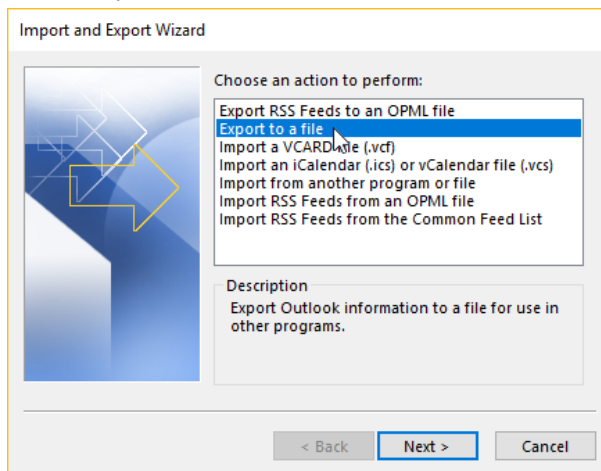 Import and Export Wizard
Choose an action to perform:
Export RSS Feeds to an OPML file
Export to a file
Import a VCARD file (.vcf)
Import an iCalendar (.ics) or vCalendar file (.vcs)
Import from another program or file
Import RSS Feeds from an OPML file
Import RSS Feeds from the Common Feed List
Description
Export Outlook information to a file for use in
other programs.
< Back Next > Cancel